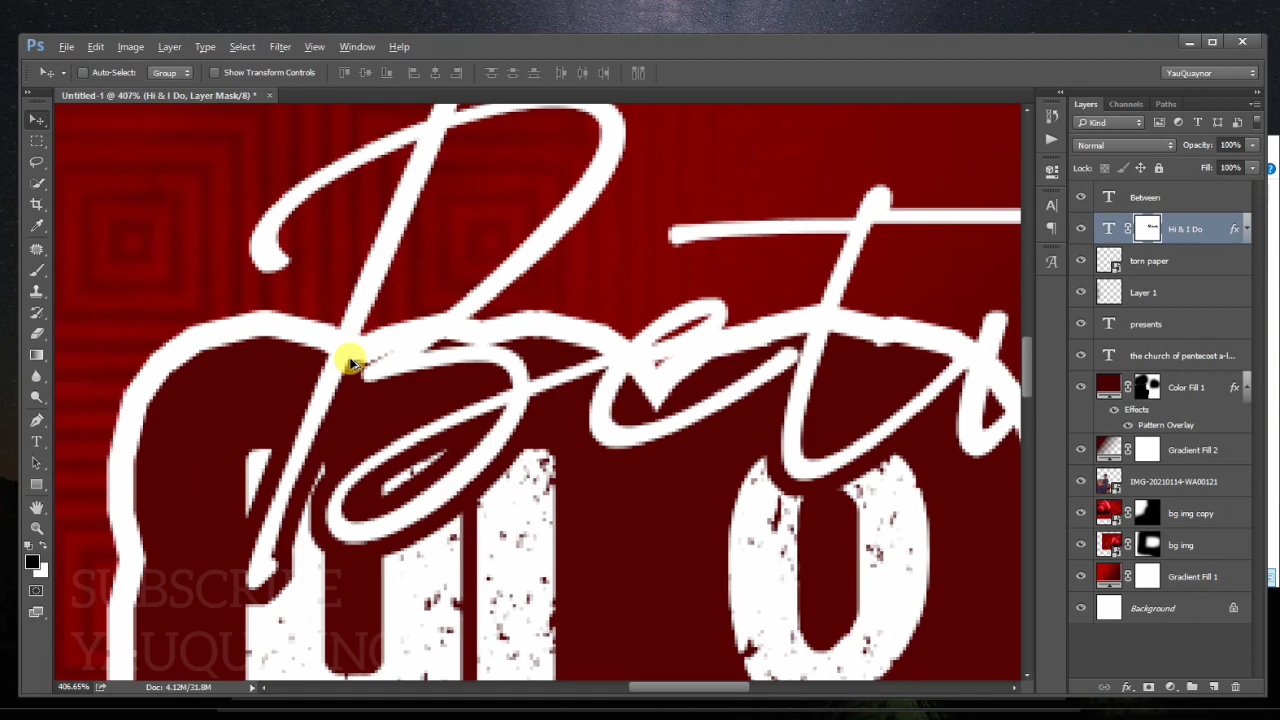 Ps File Edit Image Layer Type Select Filter View Window Help
Auto-Select: Group Show Transform Controls YauQuaynor
Untitled-1 @ 407% (Hi & I Do, Layer Mask/8) * ×
Layers Channels Paths
Kind
Normal Opacity: 100%
Lock: Fill: 100%
Between
Hi & I Do fx
torn paper
Layer 1
presents
the church of pentecost a-l...
Color Fill 1 fx
Effects
Pattern Overlay
Gradient Fill 2
IMG-20210114-WA00121
bg img copy
bg img
Gradient Fill 1
Background
SUBSCRIBE
YAUQUAYNOR
406.65% Doc: 4.12M/31.8M